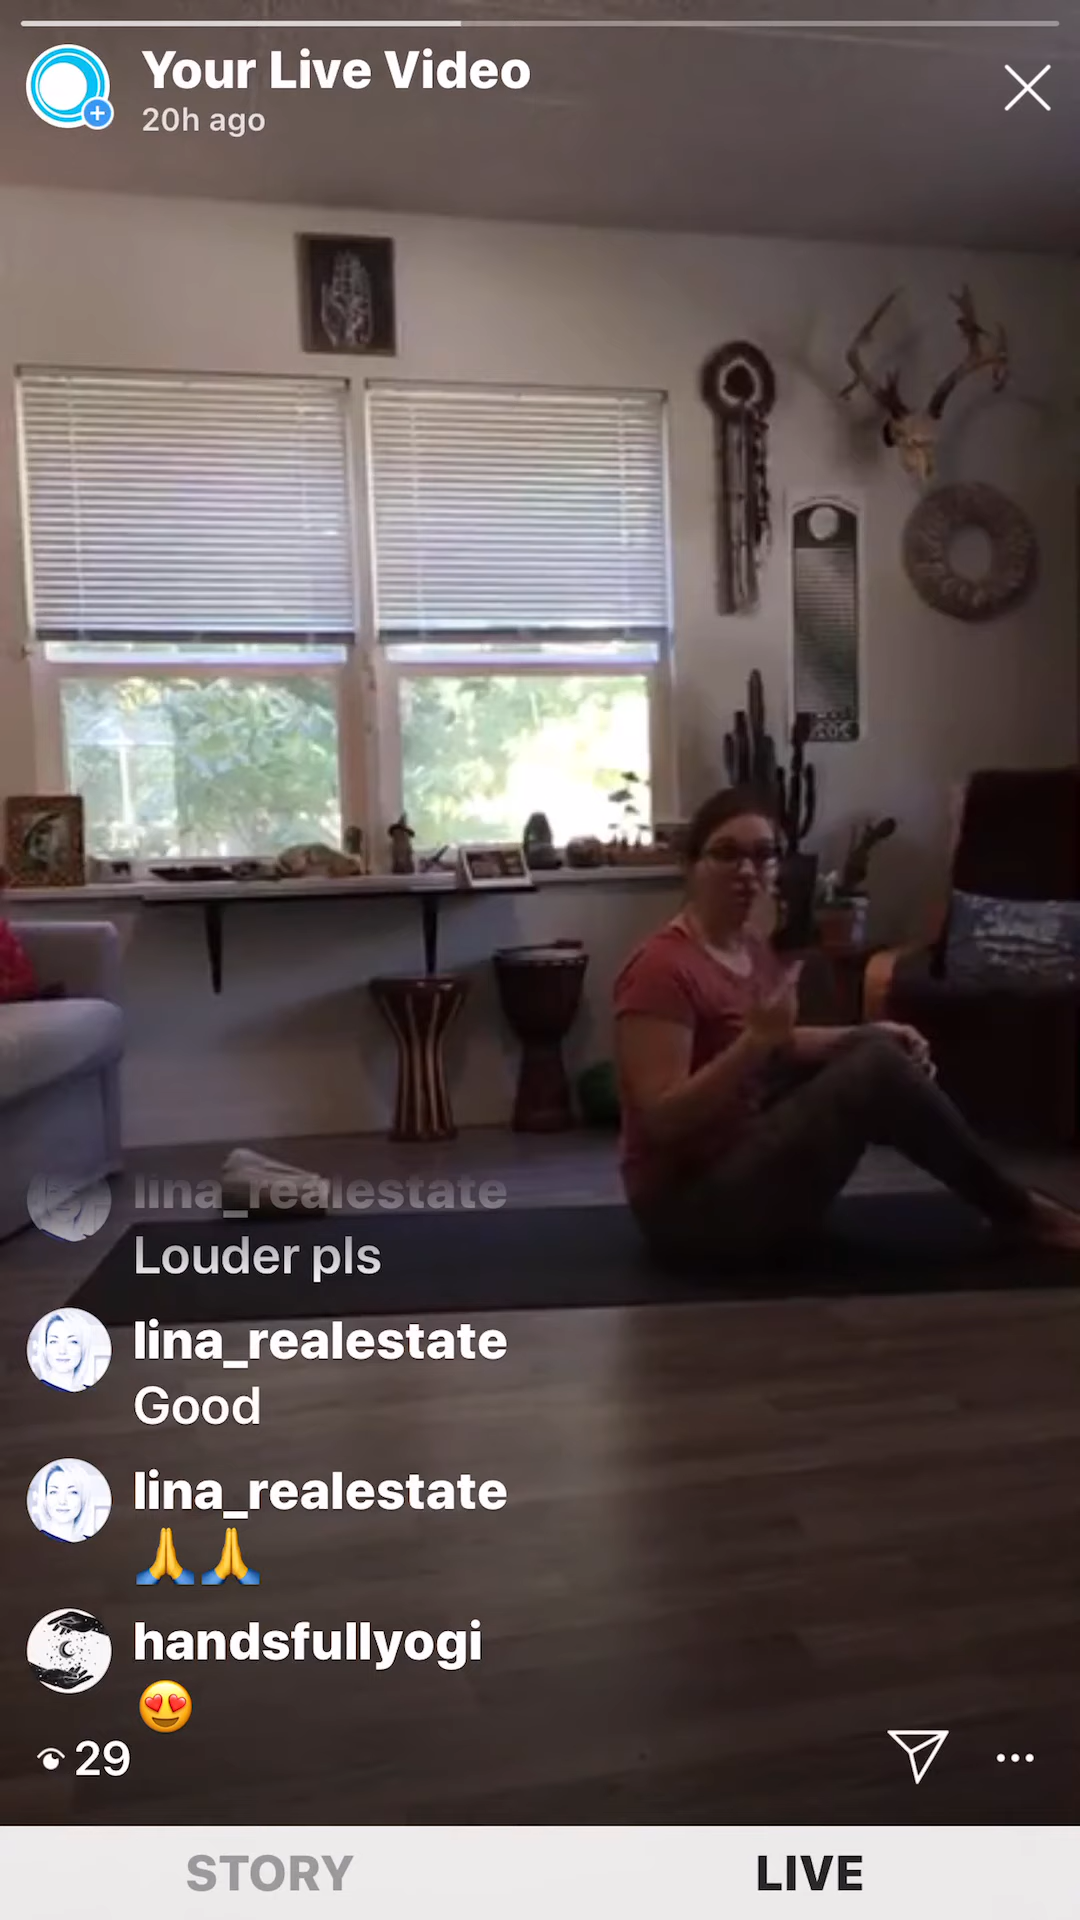 Your Live Video
20h ago
lina_realestate
Louder pls
lina_realestate
Good
lina_realestate
🙏🙏
handsfullyogi
😍
29
STORY
LIVE